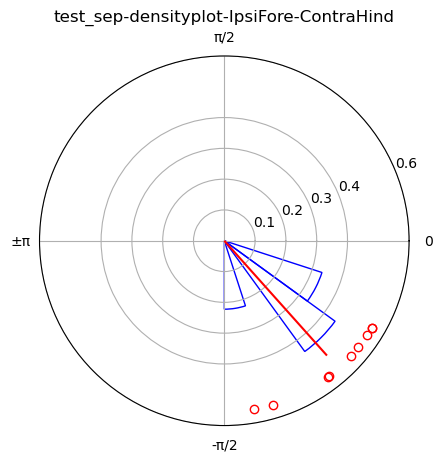 test_sep-densityplot-IpsiFore-ContraHind
π/2
0.6
0.4
0.3
0.2
0.1
±π
0
-π/2